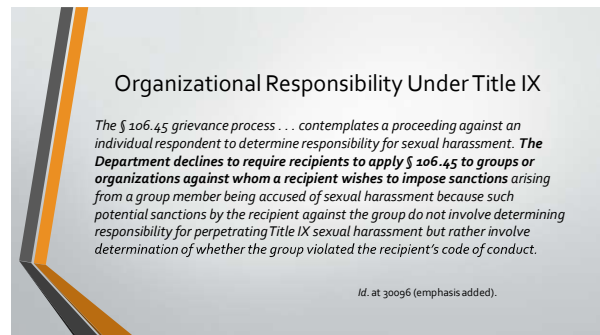 Organizational Responsibility Under Title IX
The § 106.45 grievance process . . . contemplates a proceeding against an
individual respondent to determine responsibility for sexual harassment. The
Department declines to require recipients to apply § 106.45 to groups or
organizations against whom a recipient wishes to impose sanctions arising
from a group member being accused of sexual harassment because such
potential sanctions by the recipient against the group do not involve determining
responsibility for perpetrating Title IX sexual harassment but rather involve
determination of whether the group violated the recipient's code of conduct.
Id. at 30096 (emphasis added).